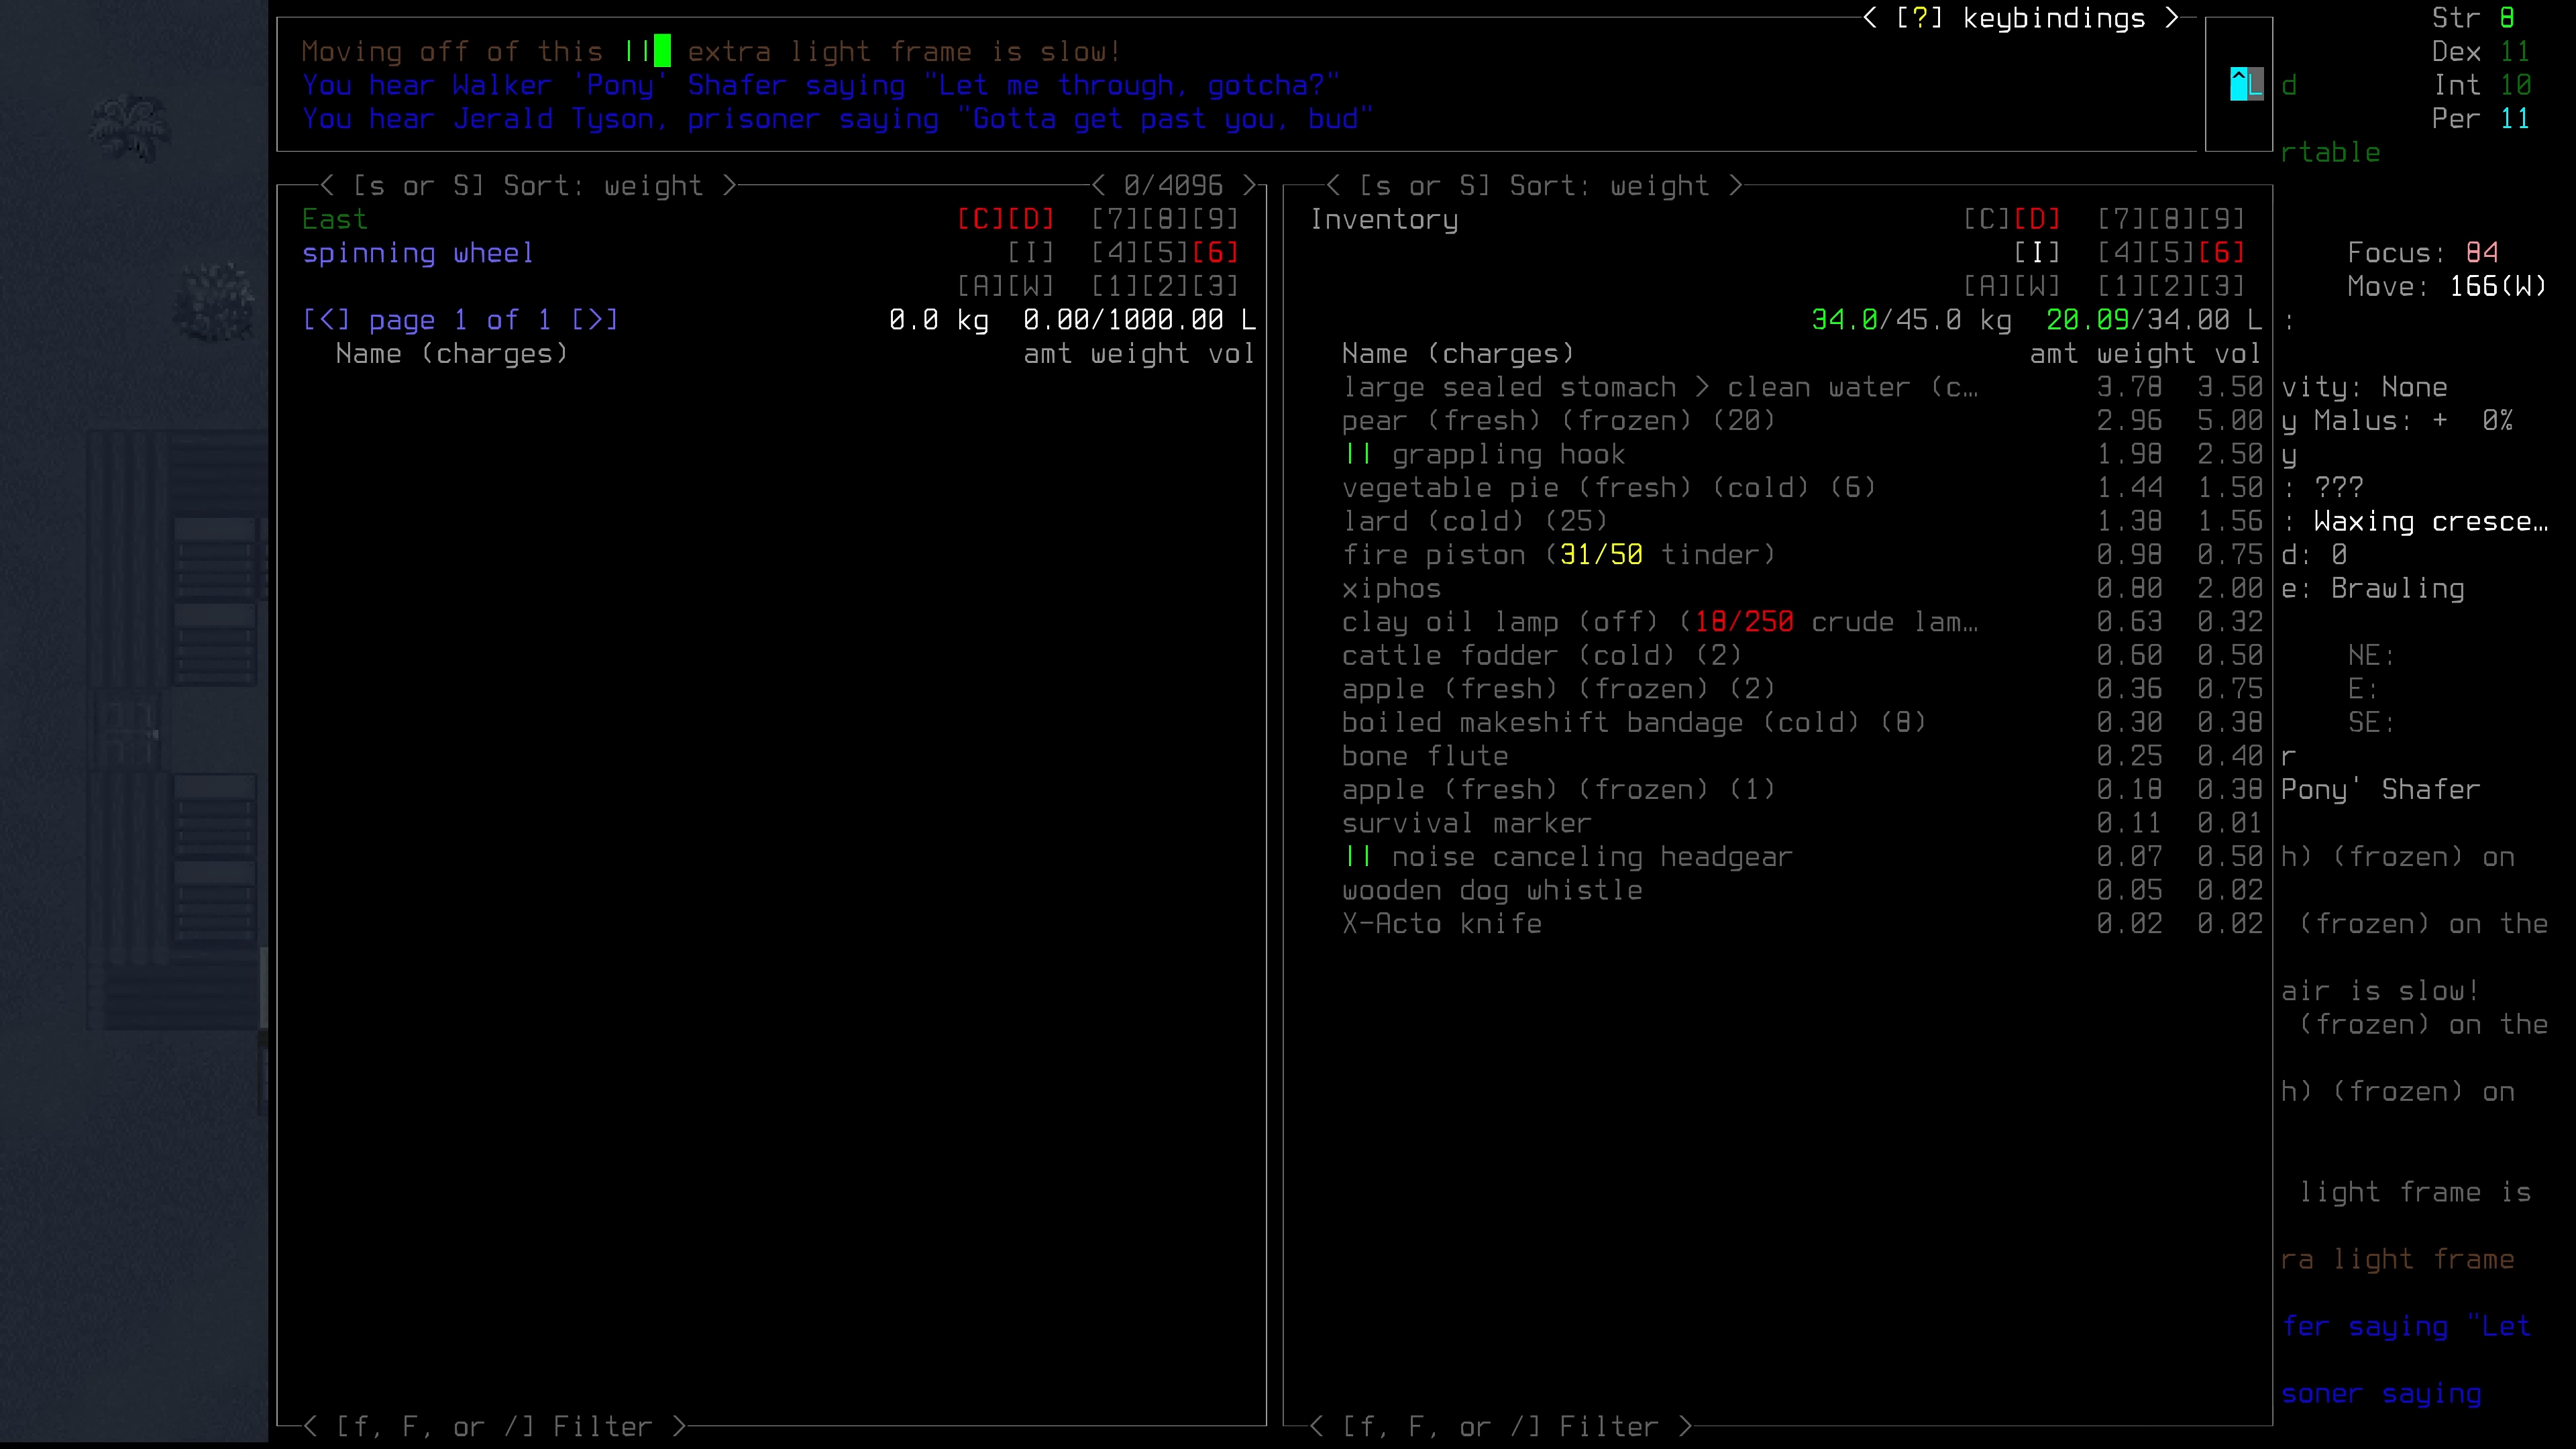 < [?] keybindings >
Moving off of this || extra light frame is slow!
You hear Walker 'Pony' Shafer saying "Let me through, gotcha?"
You hear Jerald Tyson, prisoner saying "Gotta get past you, bud"
^L
< [s or S] Sort: weight > < 0/4096 >
East [C][D] [7][8][9]
spinning wheel [I] [4][5][6]
[A][W] [1][2][3]
[<] page 1 of 1 [>] 0.0 kg 0.00/1000.00 L
Name (charges) amt weight vol
< [f, F, or /] Filter >
< [s or S] Sort: weight >
Inventory [C][D] [7][8][9]
[I] [4][5][6]
[A][W] [1][2][3]
34.0/45.0 kg 20.09/34.00 L
Name (charges) amt weight vol
large sealed stomach > clean water (c… 3.78 3.50
pear (fresh) (frozen) (20) 2.96 5.00
|| grappling hook 1.98 2.50
vegetable pie (fresh) (cold) (6) 1.44 1.50
lard (cold) (25) 1.38 1.56
fire piston (31/50 tinder) 0.98 0.75
xiphos 0.80 2.00
clay oil lamp (off) (18/250 crude lam… 0.63 0.32
cattle fodder (cold) (2) 0.60 0.50
apple (fresh) (frozen) (2) 0.36 0.75
boiled makeshift bandage (cold) (8) 0.30 0.38
bone flute 0.25 0.40
apple (fresh) (frozen) (1) 0.18 0.38
survival marker 0.11 0.01
|| noise canceling headgear 0.07 0.50
wooden dog whistle 0.05 0.02
X-Acto knife 0.02 0.02
< [f, F, or /] Filter >
Str 8
Dex 11
d Int 10
Per 11
rtable
Focus: 84
Move: 166(W)
:
vity: None
y Malus: + 0%
y
: ???
: Waxing cresce…
d: 0
e: Brawling
NE:
E:
SE:
r
Pony' Shafer
h) (frozen) on
(frozen) on the
air is slow!
(frozen) on the
h) (frozen) on
light frame is
ra light frame
fer saying "Let
soner saying